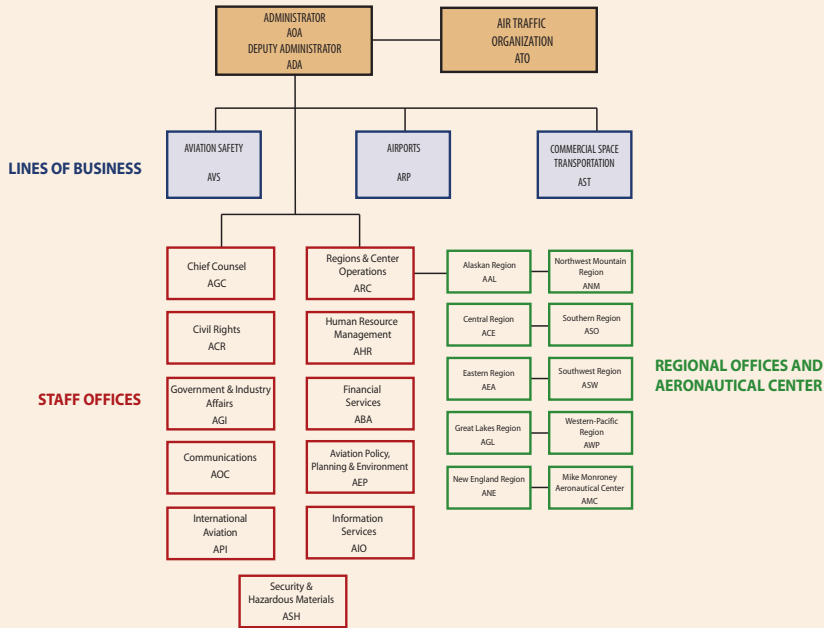 ADMINISTRATOR
AOA
DEPUTY ADMINISTRATOR
ADA
AIR TRAFFIC
ORGANIZATION
ATO
LINES OF BUSINESS
AVIATION SAFETY
AVS
AIRPORTS
ARP
COMMERCIAL SPACE
TRANSPORTATION
AST
STAFF OFFICES
Chief Counsel
AGC
Regions & Center
Operations
ARC
Civil Rights
ACR
Human Resource
Management
AHR
Government & Industry
Affairs
AGI
Financial
Services
ABA
Communications
AOC
Aviation Policy,
Planning & Environment
AEP
International
Aviation
API
Information
Services
AIO
Security &
Hazardous Materials
ASH
Alaskan Region
AAL
Northwest Mountain
Region
ANM
Central Region
ACE
Southern Region
ASO
Eastern Region
AEA
Southwest Region
ASW
Great Lakes Region
AGL
Western-Pacific
Region
AWP
New England Region
ANE
Mike Monroney
Aeronautical Center
AMC
REGIONAL OFFICES AND
AERONAUTICAL CENTER